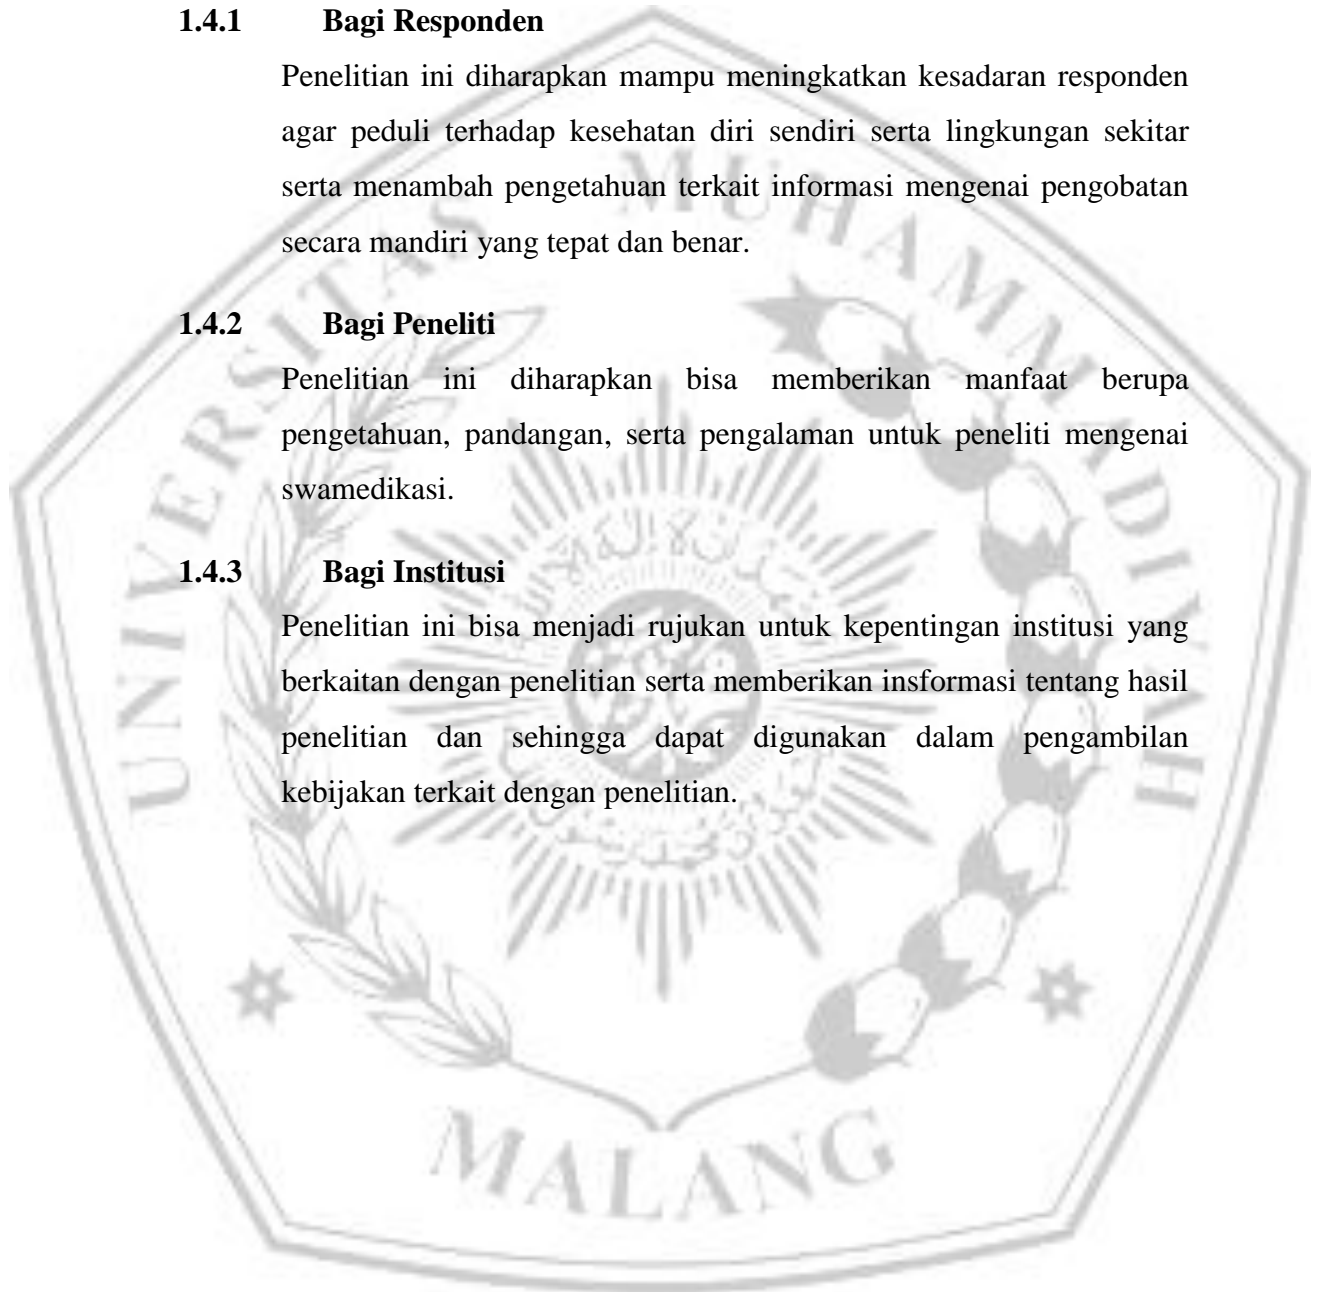 1.4.1 Bagi Responden
Penelitian ini diharapkan mampu meningkatkan kesadaran responden
agar peduli terhadap kesehatan diri sendiri serta lingkungan sekitar
serta menambah pengetahuan terkait informasi mengenai pengobatan
secara mandiri yang tepat dan benar.
1.4.2 Bagi Peneliti
Penelitian ini diharapkan bisa memberikan manfaat berupa
pengetahuan, pandangan, serta pengalaman untuk peneliti mengenai
swamedikasi.
1.4.3 Bagi Institusi
Penelitian ini bisa menjadi rujukan untuk kepentingan institusi yang
berkaitan dengan penelitian serta memberikan insformasi tentang hasil
penelitian dan sehingga dapat digunakan dalam pengambilan
kebijakan terkait dengan penelitian.
UNIVERSITAS MUHAMMADIYAH
MALANG